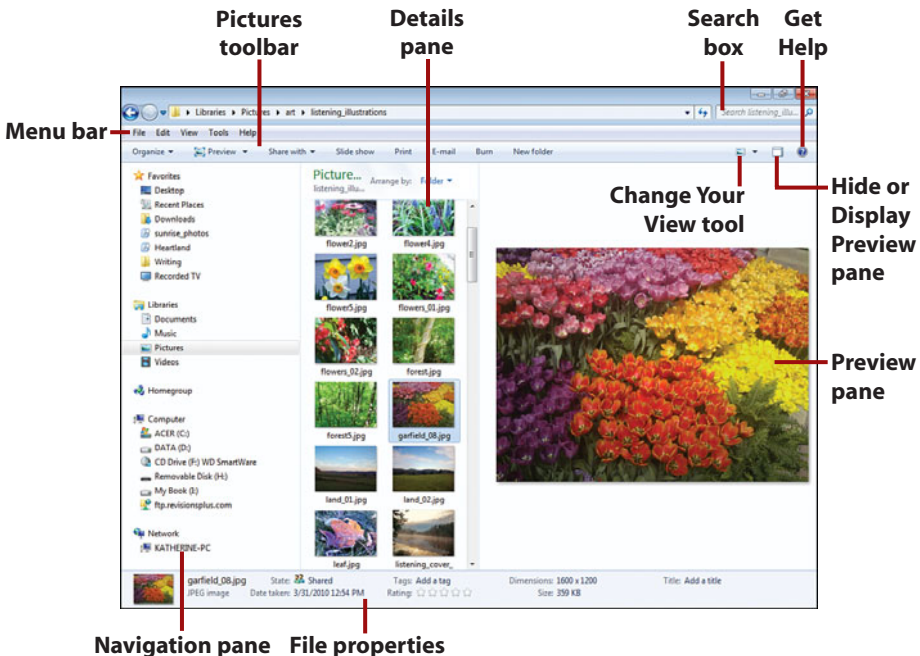 Pictures toolbar
Details pane
Search box
Get Help
Menu bar
Libraries Pictures art listening_illustrations
Search listening_illu...
File Edit View Tools Help
Organize Preview Share with Slide show Print E-mail Burn New folder
Favorites
Desktop
Recent Places
Downloads
sunrise_photos
Heartland
Writing
Recorded TV
Libraries
Documents
Music
Pictures
Videos
Homegroup
Computer
ACER (C:)
DATA (D:)
CD Drive (F:) WD SmartWare
Removable Disk (H:)
My Book (I:)
ftp.revisionsplus.com
Network
KATHERINE-PC
Picture...
listening_illu...
Arrange by: Folder
flower2.jpg flower4.jpg
flower5.jpg flowers_01.jpg
flowers_02.jpg forest.jpg
forest5.jpg garfield_08.jpg
land_01.jpg land_02.jpg
leaf.jpg listening_cover_
Change Your View tool
Hide or Display Preview pane
Preview pane
garfield_08.jpg State: Shared Tags: Add a tag Dimensions: 1600 x 1200 Title: Add a title
JPEG image Date taken: 3/31/2010 12:54 PM Rating: Size: 359 KB
Navigation pane
File properties